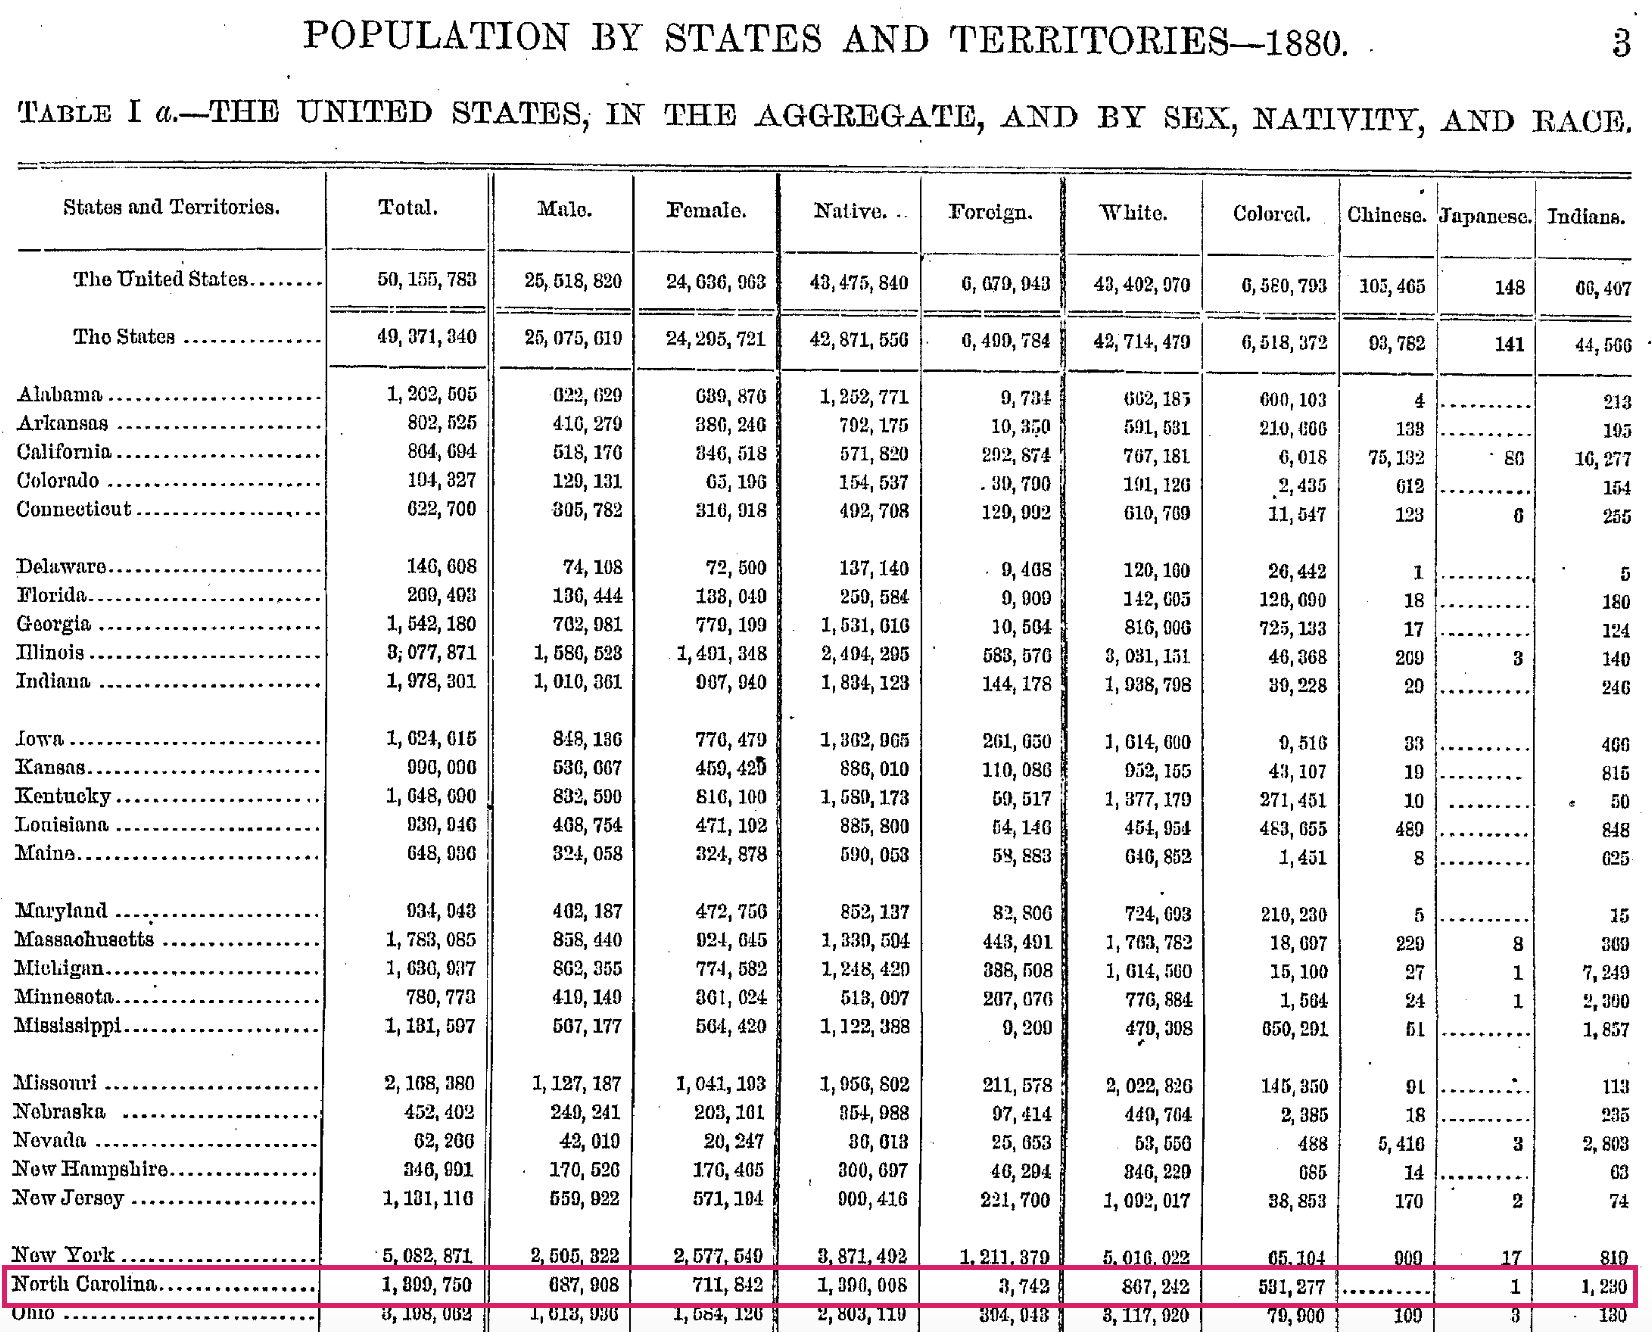 POPULATION BY STATES AND TERRITORIES—1880. 3
TABLE I a.—THE UNITED STATES, IN THE AGGREGATE, AND BY SEX, NATIVITY, AND RACE.
States and Territories. Total. Male. Female. Native. Foreign. White. Colored. Chinese. Japanese. Indians.
The United States........ 50,155,783 25,518,820 24,636,963 43,475,840 6,679,943 43,402,970 6,580,793 105,465 148 66,407
The States ............... 49,371,340 25,075,619 24,295,721 42,871,556 6,499,784 42,714,479 6,518,372 93,782 141 44,566
Alabama ....................... 1,262,505 622,629 639,876 1,252,771 9,734 662,185 600,103 4 .......... 213
Arkansas ...................... 802,525 416,279 386,246 792,175 10,350 591,531 210,666 133 .......... 195
California...................... 864,694 518,176 346,518 571,820 292,874 767,181 6,018 75,132 86 16,277
Colorado ....................... 194,327 129,131 65,196 154,537 39,790 191,126 2,435 612 .......... 154
Connecticut .................... 622,700 305,782 316,918 492,708 129,992 610,769 11,547 123 6 255
Delaware....................... 146,608 74,108 72,500 137,140 9,468 120,160 26,442 1 .......... 5
Florida......................... 269,493 136,444 133,049 259,584 9,909 142,605 126,690 18 .......... 180
Georgia ........................ 1,542,180 762,981 779,199 1,531,616 10,564 816,906 725,133 17 .......... 124
Illinois ......................... 3,077,871 1,586,523 1,491,348 2,494,295 583,576 3,031,151 46,368 209 3 140
Indiana ........................ 1,978,301 1,010,361 967,940 1,834,123 144,178 1,938,798 39,228 29 .......... 246
Iowa ........................... 1,624,615 848,136 776,479 1,362,965 261,650 1,614,600 9,516 33 .......... 466
Kansas......................... 996,096 536,667 459,429 886,010 110,086 952,155 43,107 19 ......... 815
Kentucky...................... 1,648,690 832,590 816,100 1,589,173 59,517 1,377,179 271,451 10 ......... 50
Louisiana ...................... 939,946 468,754 471,192 885,800 54,146 454,954 483,655 489 .......... 848
Maine.......................... 648,936 324,058 324,878 590,053 58,883 646,852 1,451 8 .......... 625
Maryland ...................... 934,943 462,187 472,756 852,137 82,806 724,693 210,230 5 .......... 15
Massachusetts ................. 1,783,085 858,440 924,645 1,339,594 443,491 1,763,782 18,697 229 8 369
Michigan....................... 1,636,937 862,355 774,582 1,248,429 388,508 1,614,560 15,100 27 1 7,249
Minnesota...................... 780,773 419,149 361,624 513,097 267,676 776,884 1,564 24 1 2,300
Mississippi..................... 1,131,597 567,177 564,420 1,122,388 9,209 479,398 650,291 51 .......... 1,857
Missouri ....................... 2,168,380 1,127,187 1,041,193 1,956,802 211,578 2,022,826 145,350 91 .......... 113
Nebraska ...................... 452,402 249,241 203,161 354,988 97,414 449,764 2,385 18 .......... 235
Nevada ........................ 62,266 42,019 20,247 36,613 25,653 53,556 488 5,416 3 2,803
New Hampshire................ 346,991 170,526 176,465 300,697 46,294 346,229 685 14 .......... 63
New Jersey .................... 1,131,116 559,922 571,194 909,416 221,700 1,092,017 38,853 170 2 74
New York ...................... 5,082,871 2,505,322 2,577,549 3,871,492 1,211,379 5,016,022 65,104 909 17 819
North Carolina................. 1,399,750 687,908 711,842 1,396,008 3,742 867,242 531,277 .......... 1 1,230
Ohio ........................... 3,198,062 1,613,936 1,584,126 2,803,119 394,943 3,117,920 79,900 109 3 130